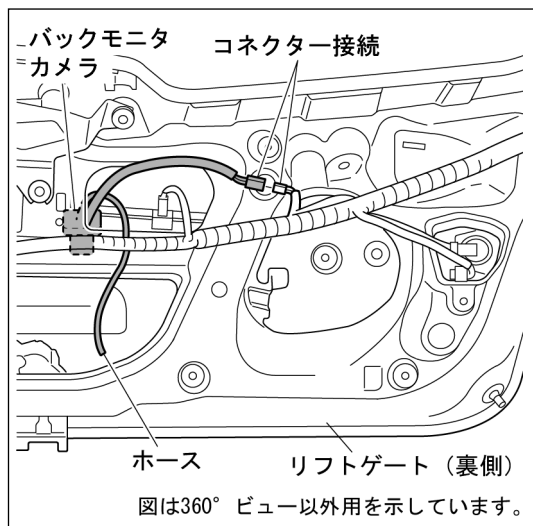 バックモニタ
カメラ
コネクター接続
ホース
リフトゲート（裏側）
図は360°ビュー以外用を示しています。